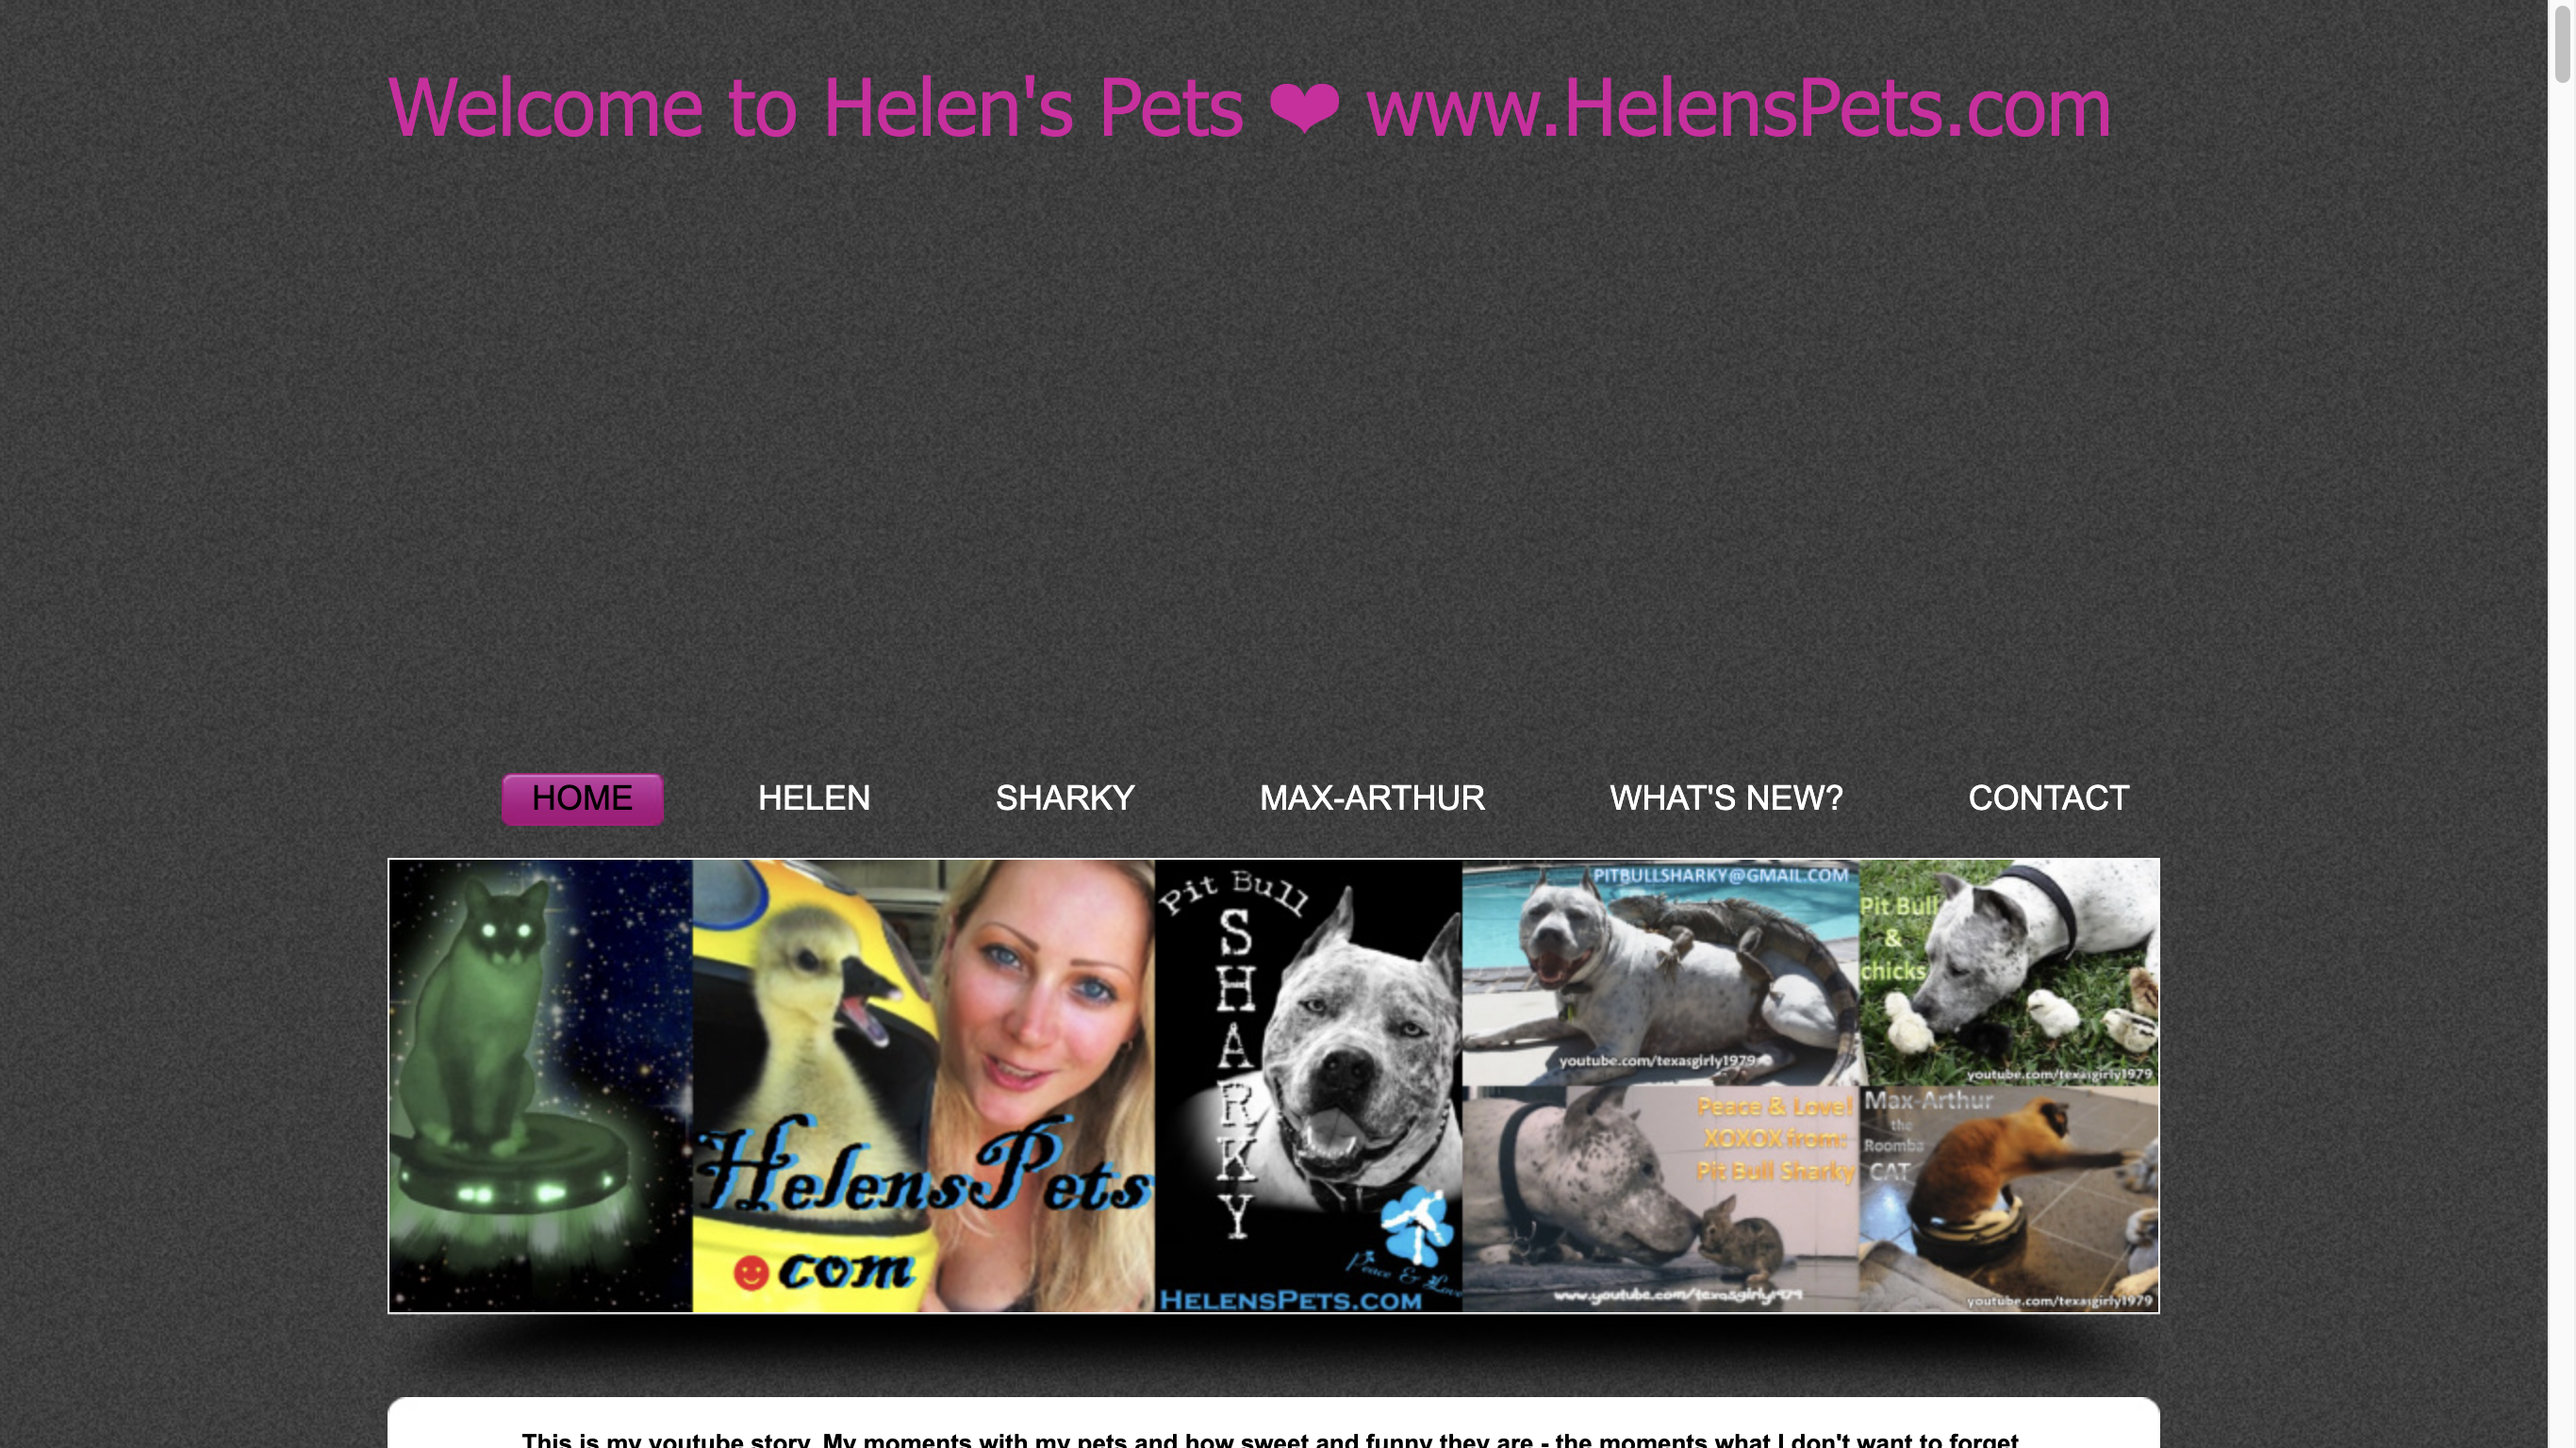 Welcome to Helen's Pets ❤ www.HelensPets.com
HOME
HELEN
SHARKY
MAX-ARTHUR
WHAT'S NEW?
CONTACT
HelensPets
com
Pit Bull
SHARKY
Peace & Love
HELENSPETS.COM
PITBULLSHARKY@GMAIL.COM
youtube.com/texasgirly1979
Pit Bull
&
chicks
youtube.com/texasgirly1979
Peace & Love!
XOXOX from:
Pit Bull Sharky
www.youtube.com/texasgirly1979
Max-Arthur
the
Roomba
CAT
youtube.com/texasgirly1979
This is my youtube story. My moments with my pets and how sweet and funny they are - the moments what I don't want to forget